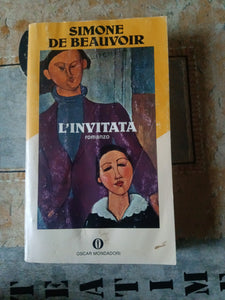 SIMONE
DE BEAUVOIR
L'INVITATA
romanzo
OSCAR MONDADORI